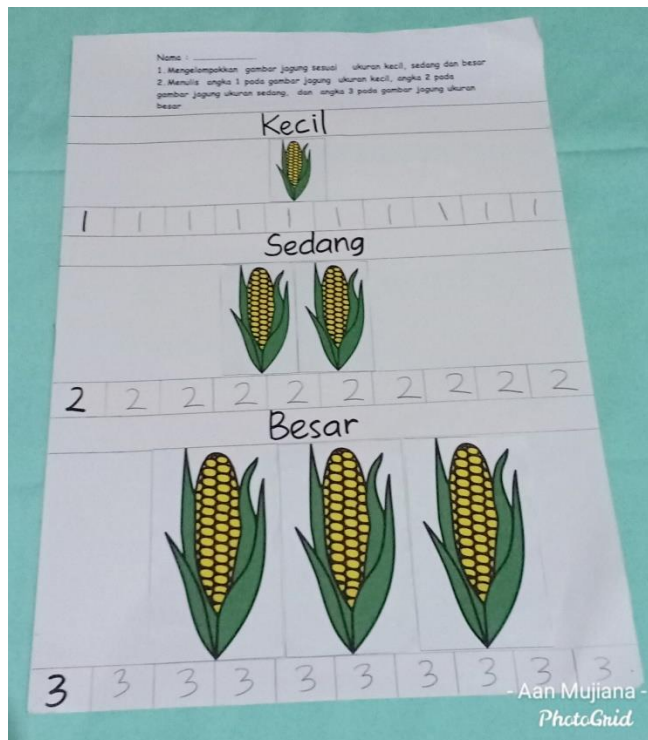 Nama :
1. Mengelompokkan gambar jagung sesuai ukuran kecil, sedang dan besar
2. Menulis angka 1 pada gambar jagung ukuran kecil, angka 2 pada
gambar jagung ukuran sedang, dan angka 3 pada gambar jagung ukuran
besar
Kecil
1 1 1 1 1 1 1 1 1 1
Sedang
2 2 2 2 2 2 2 2 2 2
Besar
3 3 3 3 3 3 3 3 3 3
- Aan Mujiana -
PhotoGrid